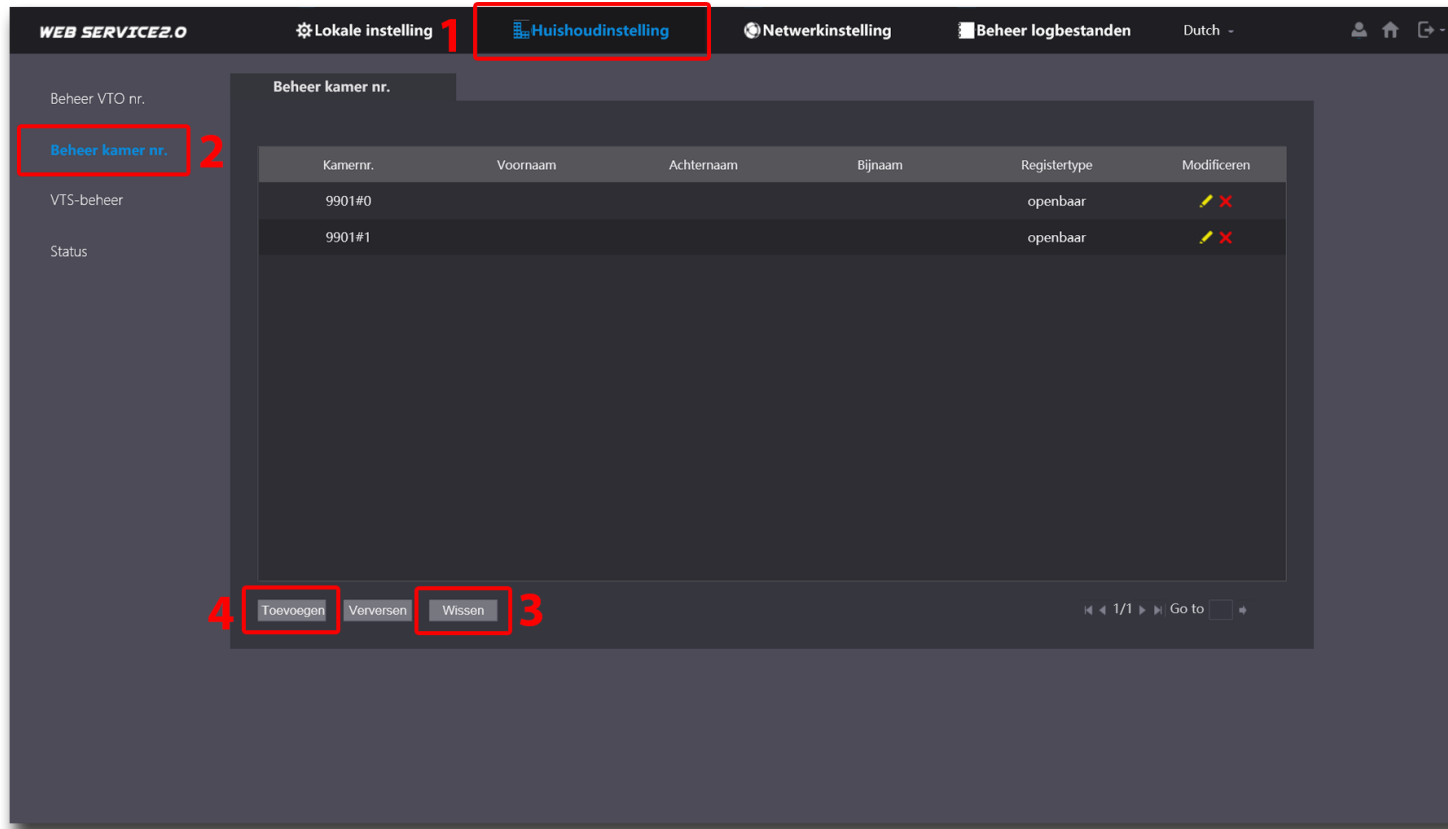 WEB SERVICE2.0 Lokale instelling 1 Huishoudinstelling Netwerkinstelling Beheer logbestanden Dutch
Beheer VTO nr.
Beheer kamer nr. 2
VTS-beheer
Status
Beheer kamer nr.
Kamernr. Voornaam Achternaam Bijnaam Registertype Modificeren
9901#0 openbaar
9901#1 openbaar
4 Toevoegen Verversen Wissen 3 1/1 Go to